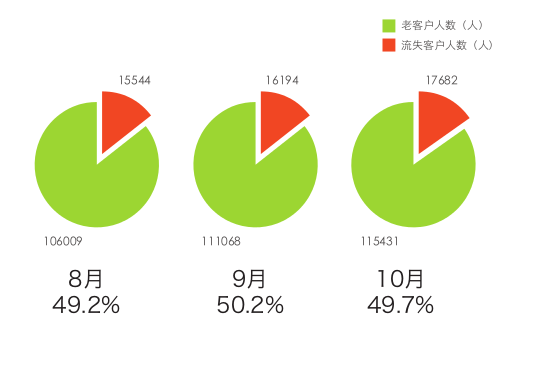 老客户人数（人）
流失客户人数（人）
15544
16194
17682
106009
111068
115431
8月
9月
10月
49.2%
50.2%
49.7%